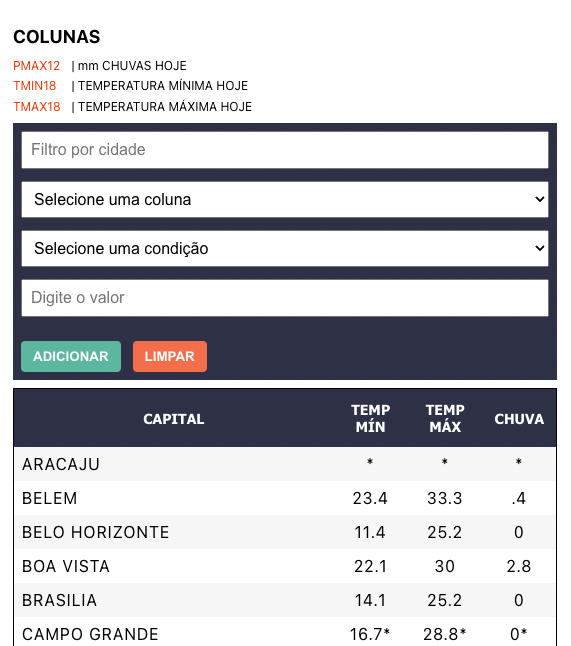 COLUNAS
PMAX12 | mm CHUVAS HOJE
TMIN18 | TEMPERATURA MÍNIMA HOJE
TMAX18 | TEMPERATURA MÁXIMA HOJE
Filtro por cidade
Selecione uma coluna
Selecione uma condição
Digite o valor
ADICIONAR LIMPAR
CAPITAL TEMP MÍN TEMP MÁX CHUVA
ARACAJU * * *
BELEM 23.4 33.3 .4
BELO HORIZONTE 11.4 25.2 0
BOA VISTA 22.1 30 2.8
BRASILIA 14.1 25.2 0
CAMPO GRANDE 16.7* 28.8* 0*